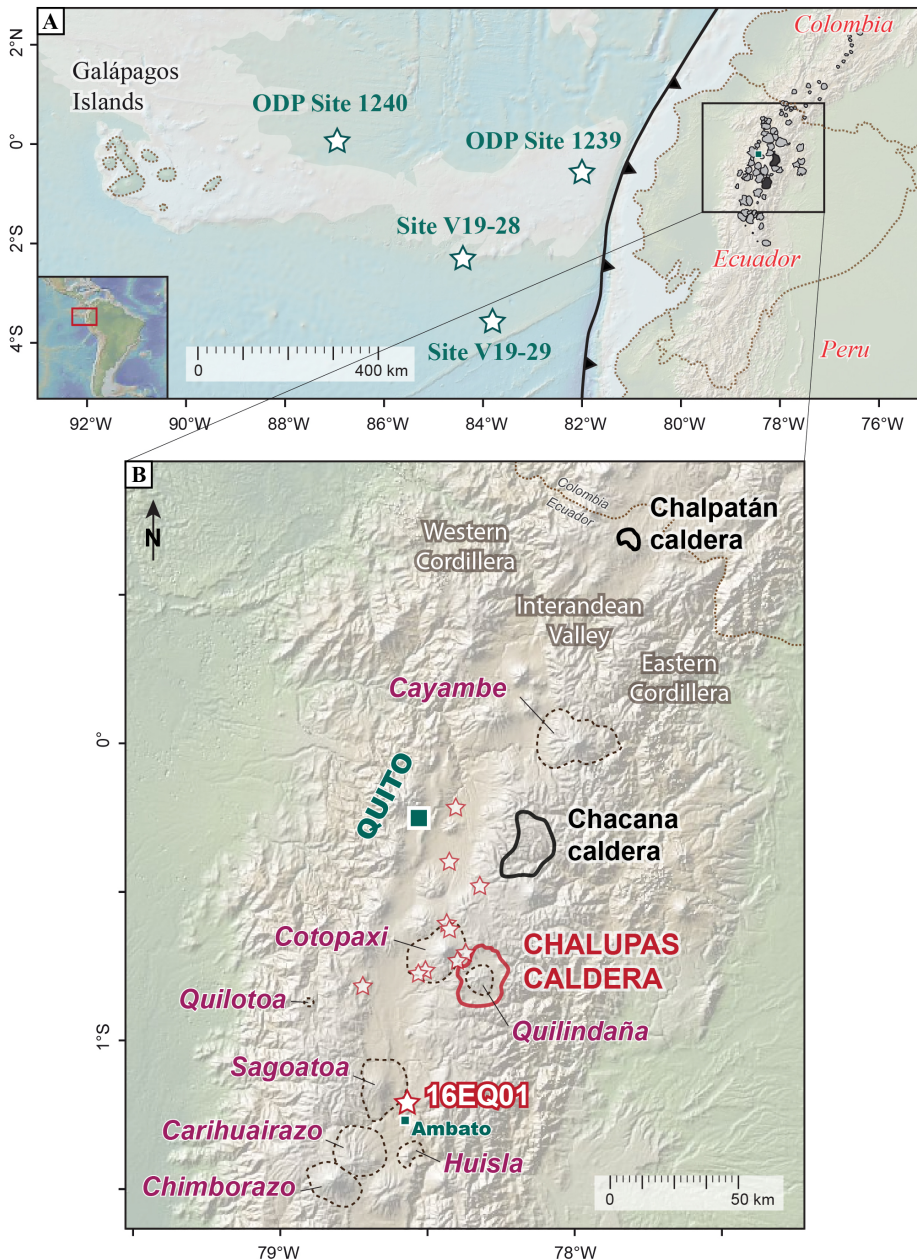 A
Colombia
Galápagos
Islands
ODP Site 1240
ODP Site 1239
Site V19-28
Ecuador
Site V19-29
Peru
0
400 km
2°N
0°
2°S
4°S
92°W
90°W
88°W
86°W
84°W
82°W
80°W
78°W
76°W
B
N
Colombia
Ecuador
Chalpatán
caldera
Western
Cordillera
Interandean
Valley
Eastern
Cordillera
Cayambe
0°
QUITO
Chacana
caldera
Cotopaxi
CHALUPAS
CALDERA
Quilotoa
Quilindaña
1°S
Sagoatoa
16EQ01
Ambato
Carihuairazo
Huisla
Chimborazo
0
50 km
79°W
78°W